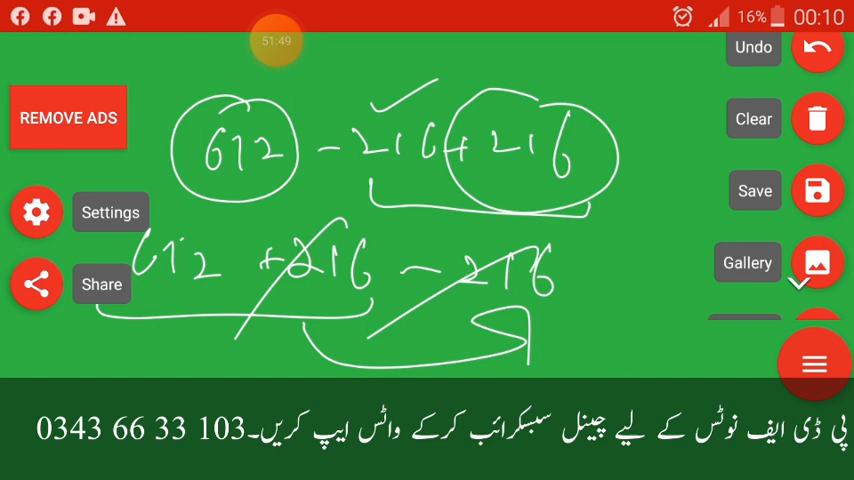 16% 00:10
51:49
Undo
REMOVE ADS
Clear
612 - 216 + 216
Save
Settings
612 + 216 - 216
Gallery
Share
پی ڈی ایف نوٹس کے لیے چینل سبسکرائب کرکے واٹس ایپ کریں۔0343 66 33 103